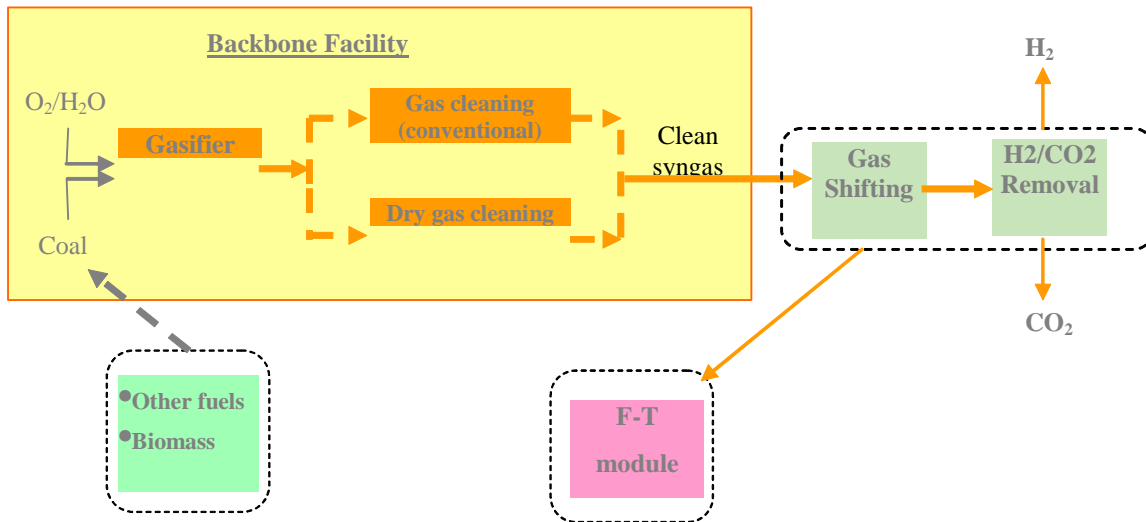 Backbone Facility
H₂
O₂/H₂O
Gas cleaning
(conventional)
Gasifier
Clean
syngas
Gas
Shifting
H2/CO2
Removal
Dry gas cleaning
Coal
CO₂
•Other fuels
•Biomass
F-T
module